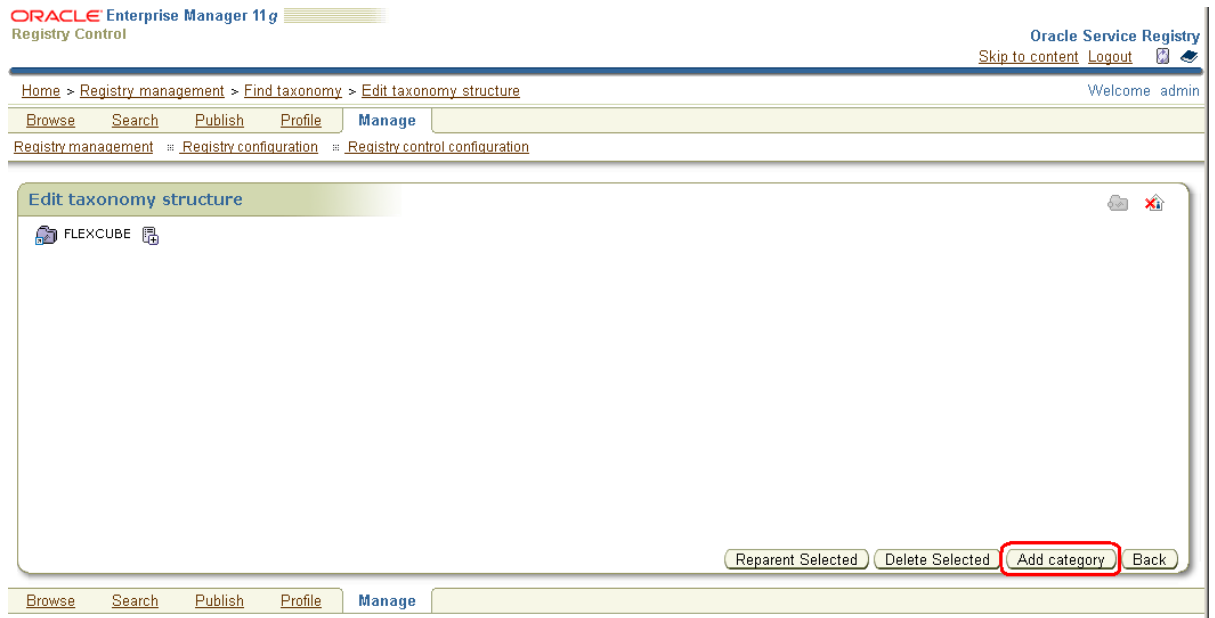 ORACLE Enterprise Manager 11g
Registry Control
Oracle Service Registry
Skip to content Logout
Home > Registry management > Find taxonomy > Edit taxonomy structure
Welcome admin
Browse Search Publish Profile Manage
Registry management Registry configuration Registry control configuration
Edit taxonomy structure
FLEXCUBE
Reparent Selected Delete Selected Add category Back
Browse Search Publish Profile Manage